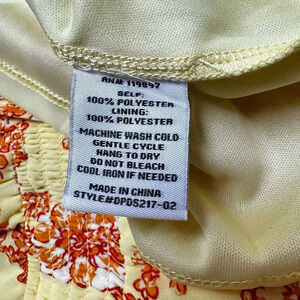 RN# 119897
SELF:
100% POLYESTER
LINING:
100% POLYESTER
MACHINE WASH COLD
GENTLE CYCLE
HANG TO DRY
DO NOT BLEACH
COOL IRON IF NEEDED
MADE IN CHINA
STYLE#DPDS217-02